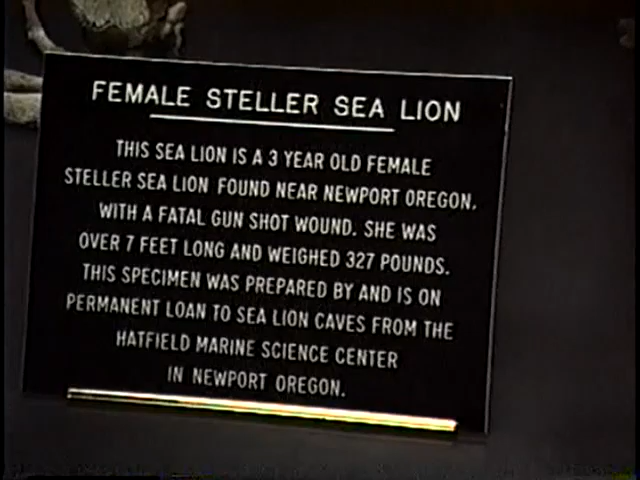 FEMALE STELLER SEA LION
THIS SEA LION IS A 3 YEAR OLD FEMALE
STELLER SEA LION FOUND NEAR NEWPORT OREGON.
WITH A FATAL GUN SHOT WOUND. SHE WAS
OVER 7 FEET LONG AND WEIGHED 327 POUNDS.
THIS SPECIMEN WAS PREPARED BY AND IS ON
PERMANENT LOAN TO SEA LION CAVES FROM THE
HATFIELD MARINE SCIENCE CENTER
IN NEWPORT OREGON.